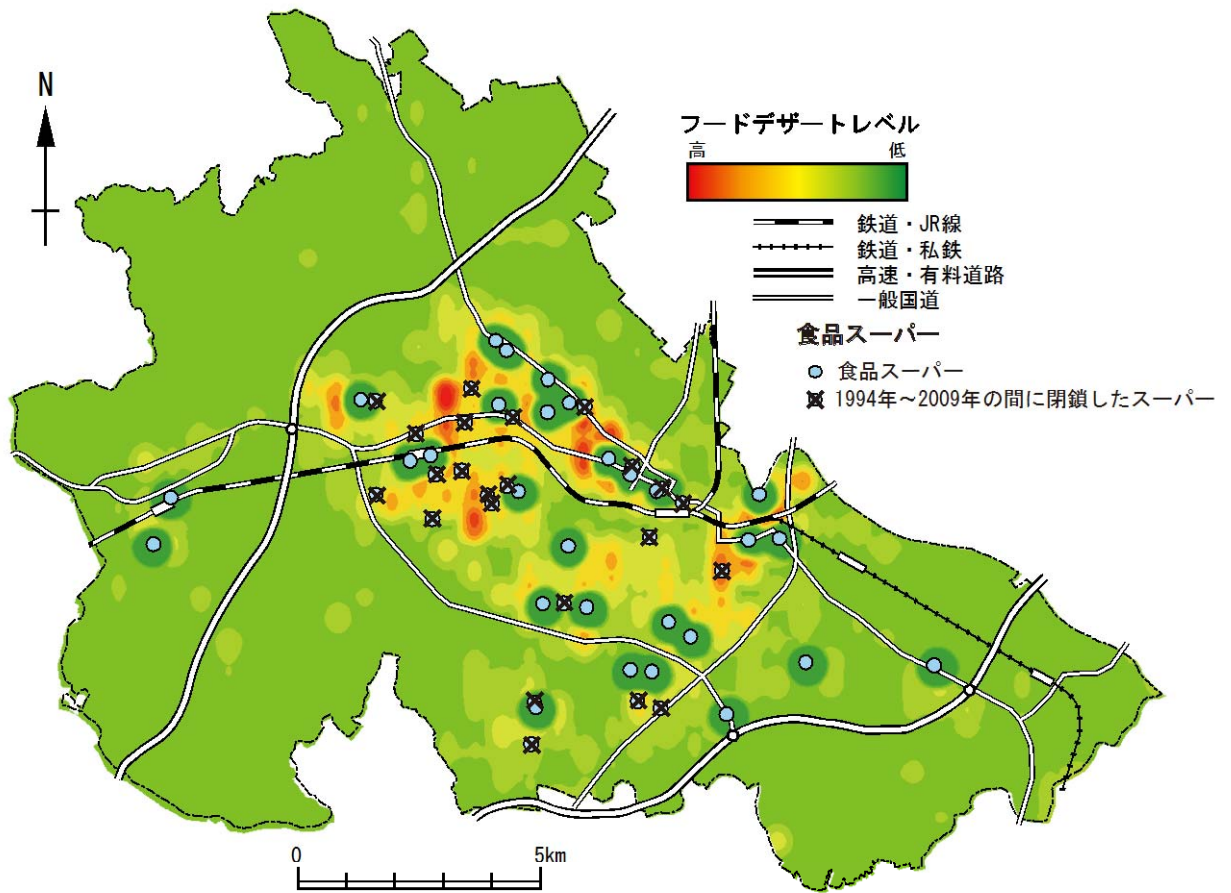 N
フードデザートレベル
高 低
鉄道・JR線
鉄道・私鉄
高速・有料道路
一般国道
食品スーパー
食品スーパー
1994年～2009年の間に閉鎖したスーパー
0 5km